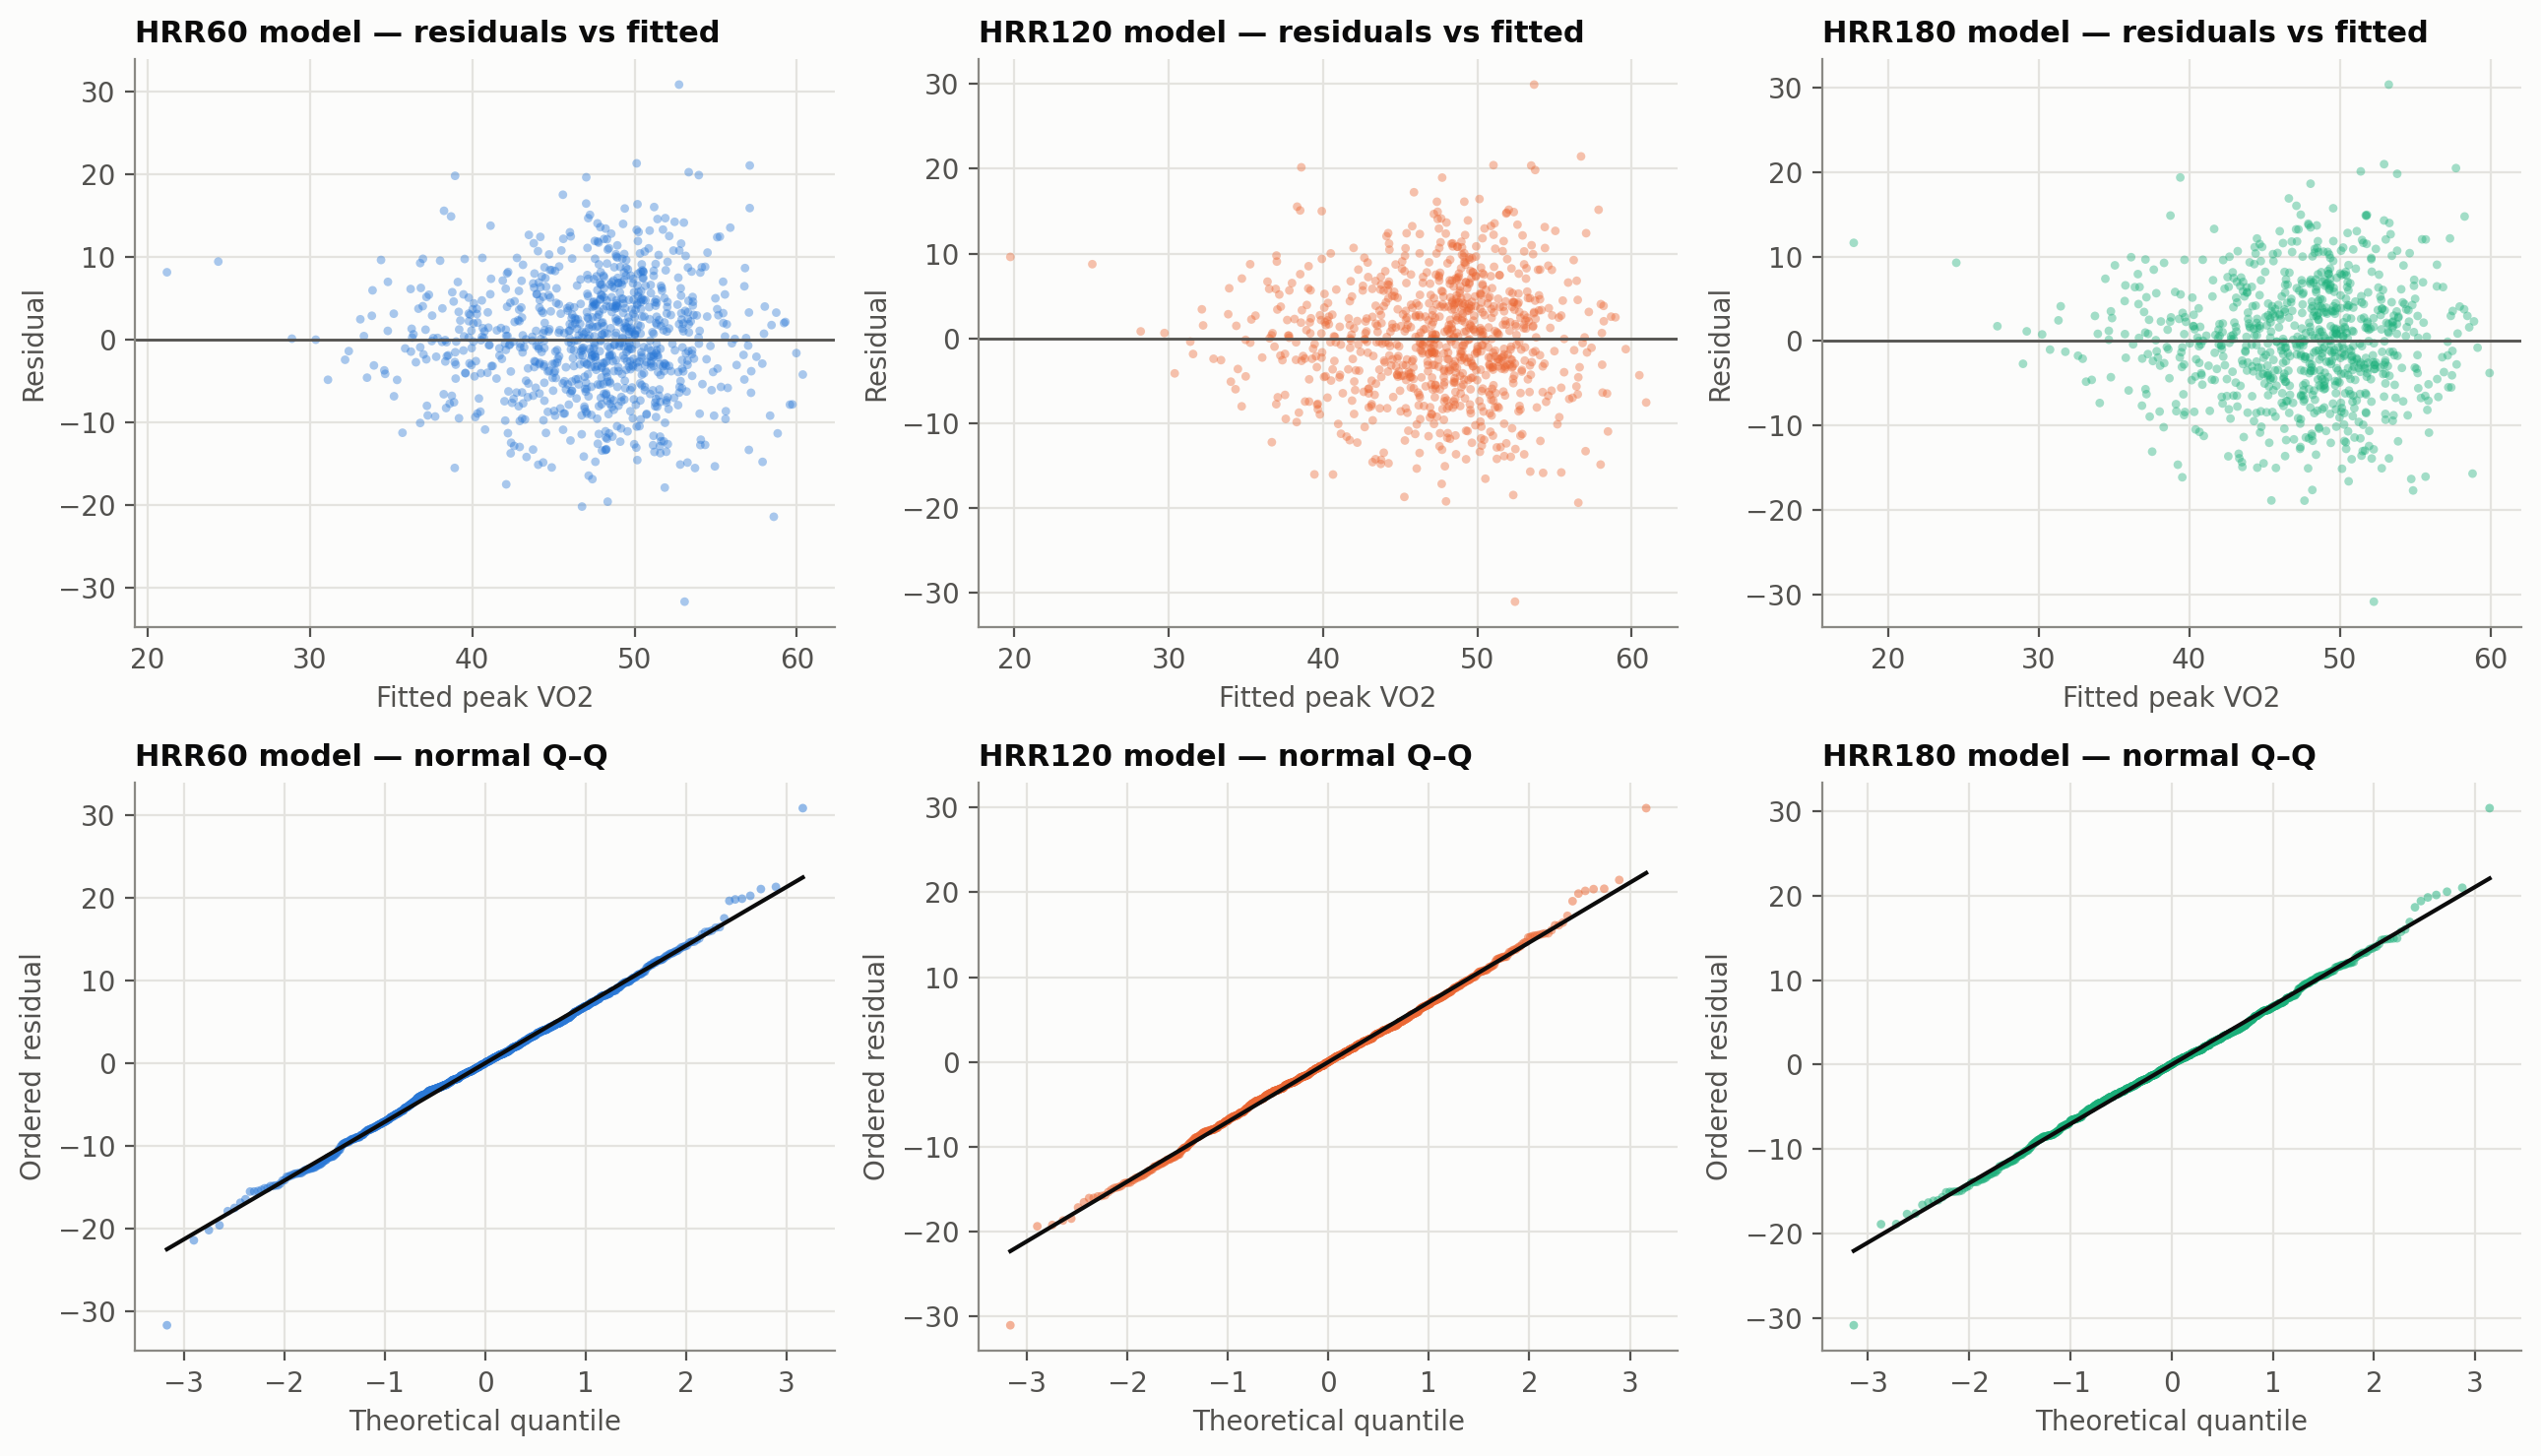 HRR60 model — residuals vs fitted
30
20
10
0
−10
−20
−30
Residual
20 30 40 50 60
Fitted peak VO2
HRR120 model — residuals vs fitted
30
20
10
0
−10
−20
−30
Residual
20 30 40 50 60
Fitted peak VO2
HRR180 model — residuals vs fitted
30
20
10
0
−10
−20
−30
Residual
20 30 40 50 60
Fitted peak VO2
HRR60 model — normal Q–Q
30
20
10
0
−10
−20
−30
Ordered residual
−3 −2 −1 0 1 2 3
Theoretical quantile
HRR120 model — normal Q–Q
30
20
10
0
−10
−20
−30
Ordered residual
−3 −2 −1 0 1 2 3
Theoretical quantile
HRR180 model — normal Q–Q
30
20
10
0
−10
−20
−30
Ordered residual
−3 −2 −1 0 1 2 3
Theoretical quantile